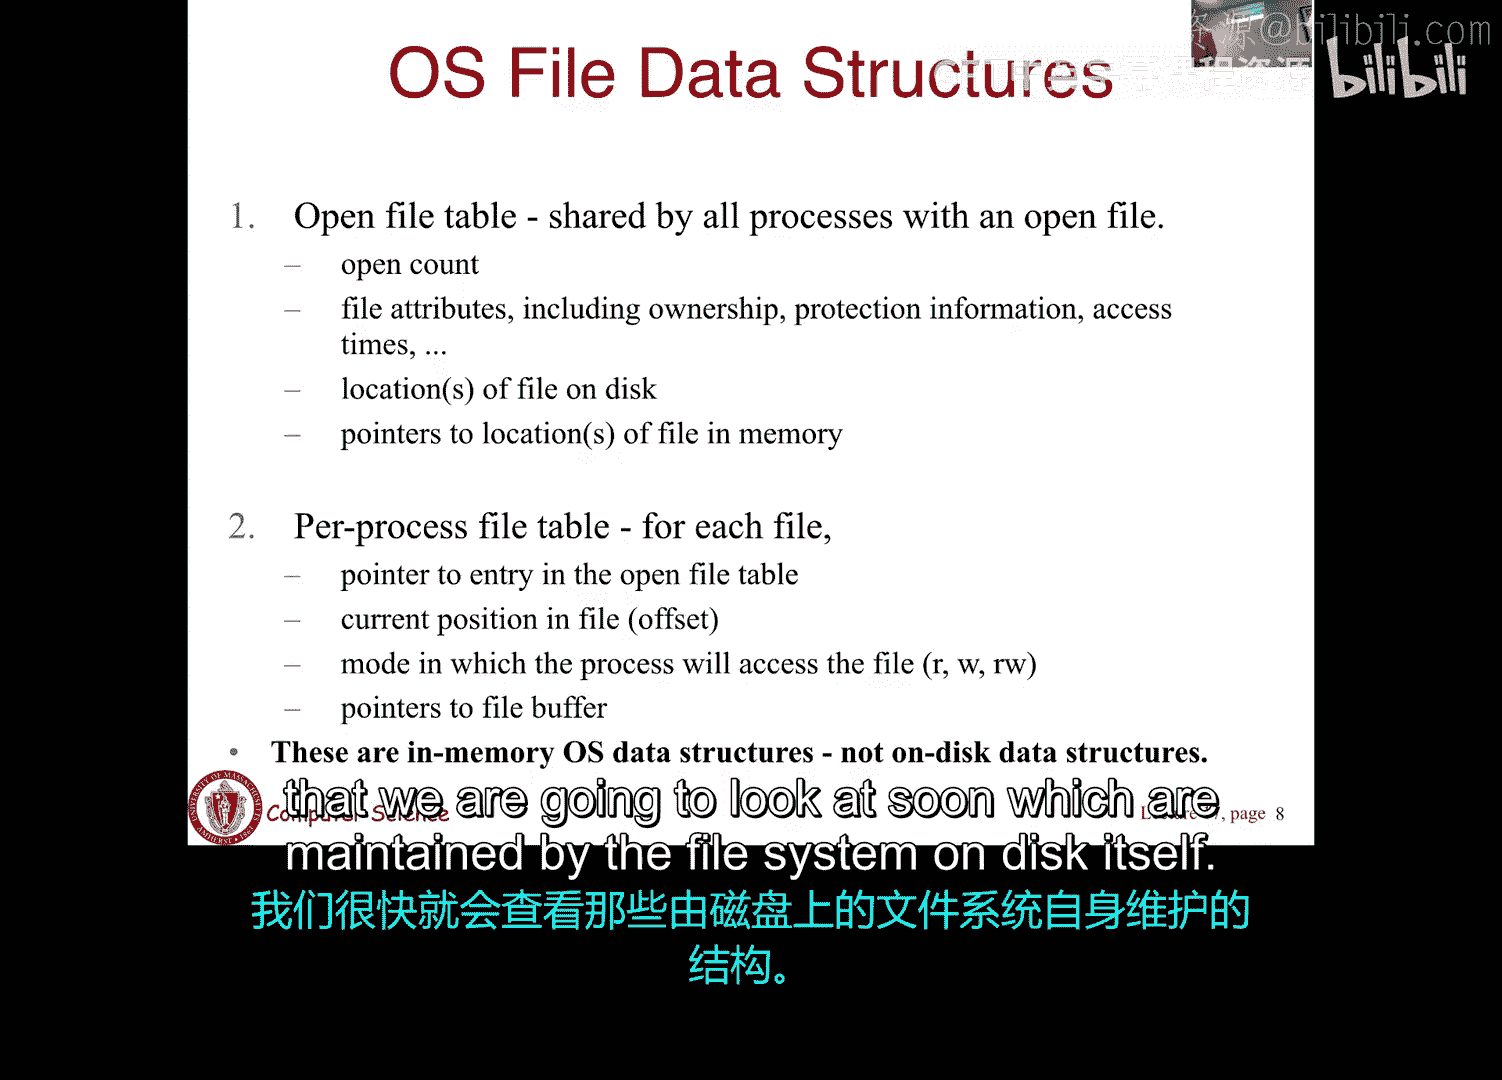 OS File Data Structures
源@bilibili.com
bilibili
1. Open file table - shared by all processes with an open file.
– open count
– file attributes, including ownership, protection information, access
times, ...
– location(s) of file on disk
– pointers to location(s) of file in memory
2. Per-process file table - for each file,
– pointer to entry in the open file table
– current position in file (offset)
– mode in which the process will access the file (r, w, rw)
– pointers to file buffer
• These are in-memory OS data structures - not on-disk data structures.
Computer Science
page 8
that we are going to look at soon which are
maintained by the file system on disk itself.
我们很快就会查看那些由磁盘上的文件系统自身维护的
结构。